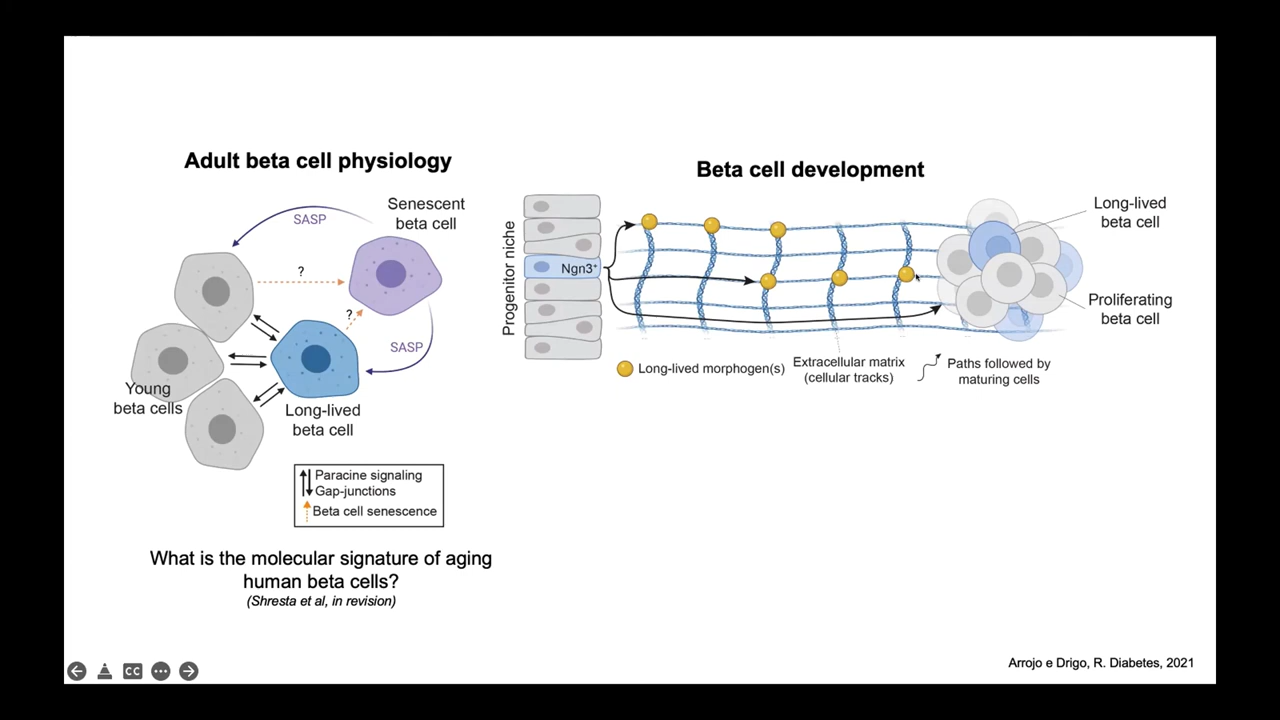 Adult beta cell physiology
SASP
Senescent
beta cell
?
?
SASP
Young
beta cells
Long-lived
beta cell
Paracine signaling
Gap-junctions
Beta cell senescence
What is the molecular signature of aging
human beta cells?
(Shresta et al, in revision)
Beta cell development
Progenitor niche
Ngn3+
Long-lived
beta cell
Proliferating
beta cell
Long-lived morphogen(s)
Extracellular matrix
(cellular tracks)
Paths followed by
maturing cells
CC
Arrojo e Drigo, R. Diabetes, 2021